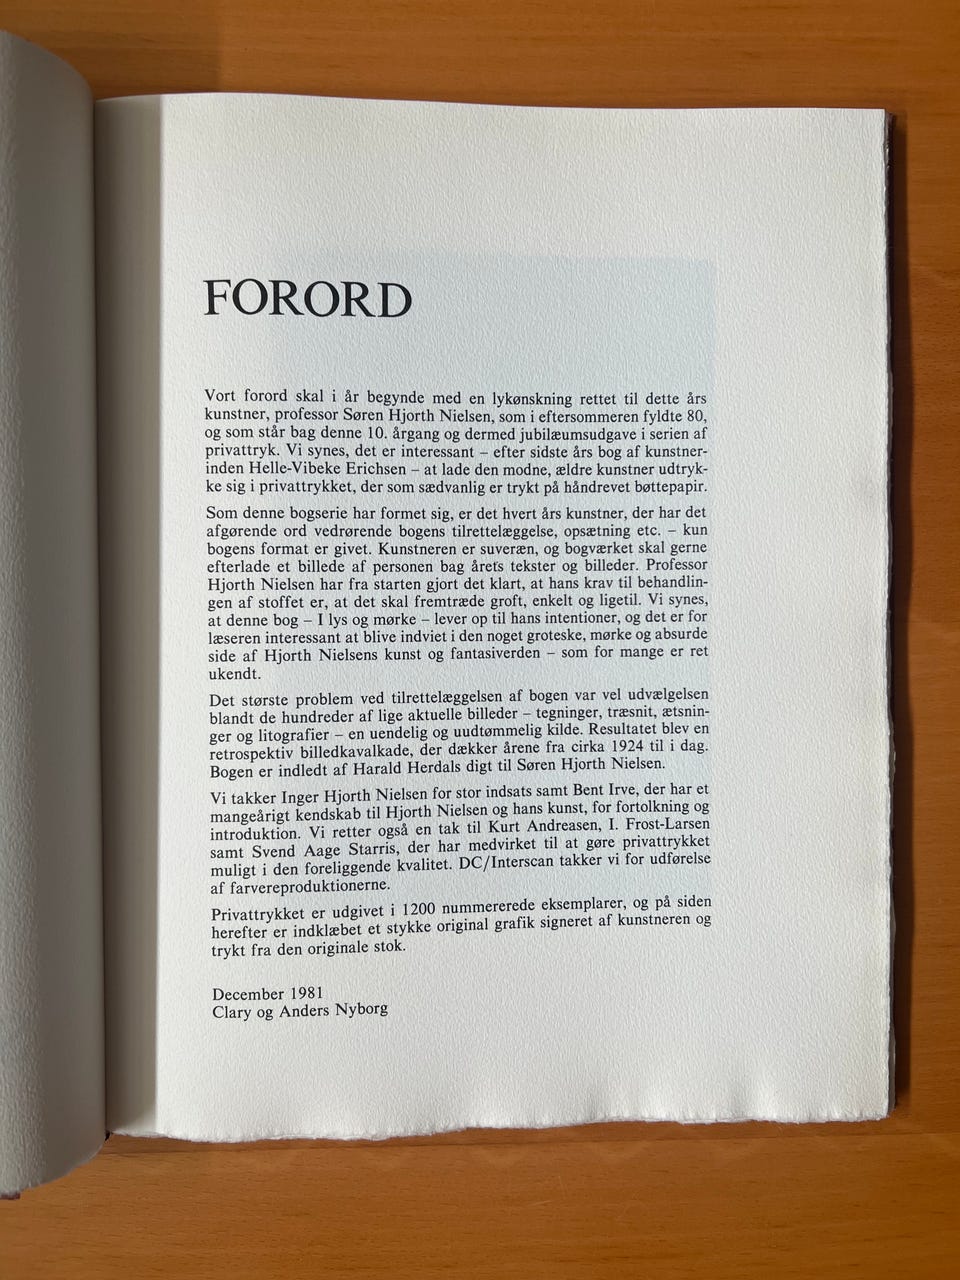 FORORD
Vort forord skal i år begynde med en lykønskning rettet til dette års
kunstner, professor Søren Hjorth Nielsen, som i eftersommeren fyldte 80,
og som står bag denne 10. årgang og dermed jubilæumsudgave i serien af
privattryk. Vi synes, det er interessant – efter sidste års bog af kunstner-
inden Helle-Vibeke Erichsen – at lade den modne, ældre kunstner udtryk-
ke sig i privattrykket, der som sædvanlig er trykt på håndrevet bøttepapir.
Som denne bogserie har formet sig, er det hvert års kunstner, der har det
afgørende ord vedrørende bogens tilrettelæggelse, opsætning etc. – kun
bogens format er givet. Kunstneren er suveræn, og bogværket skal gerne
efterlade et billede af personen bag årets tekster og billeder. Professor
Hjorth Nielsen har fra starten gjort det klart, at hans krav til behandlin-
gen af stoffet er, at det skal fremtræde groft, enkelt og ligetil. Vi synes,
at denne bog – I lys og mørke – lever op til hans intentioner, og det er for
læseren interessant at blive indviet i den noget groteske, mørke og absurde
side af Hjorth Nielsens kunst og fantasiverden – som for mange er ret
ukendt.
Det største problem ved tilrettelæggelsen af bogen var vel udvælgelsen
blandt de hundreder af lige aktuelle billeder – tegninger, træsnit, ætsnin-
ger og litografier – en uendelig og uudtømmelig kilde. Resultatet blev en
retrospektiv billedkavalkade, der dækker årene fra cirka 1924 til i dag.
Bogen er indledt af Harald Herdals digt til Søren Hjorth Nielsen.
Vi takker Inger Hjorth Nielsen for stor indsats samt Bent Irve, der har et
mangeårigt kendskab til Hjorth Nielsen og hans kunst, for fortolkning og
introduktion. Vi retter også en tak til Kurt Andreasen, I. Frost-Larsen
samt Svend Aage Starris, der har medvirket til at gøre privattrykket
muligt i den foreliggende kvalitet. DC/Interscan takker vi for udførelse
af farvereproduktionerne.
Privattrykket er udgivet i 1200 nummererede eksemplarer, og på siden
herefter er indklæbet et stykke original grafik signeret af kunstneren og
trykt fra den originale stok.
December 1981
Clary og Anders Nyborg